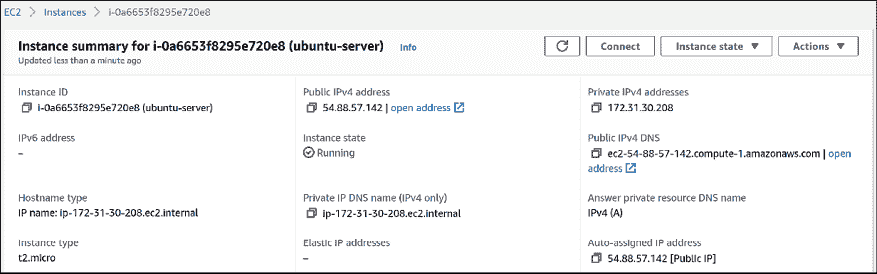 EC2 > Instances > i-0a6653f8295e720e8
Instance summary for i-0a6653f8295e720e8 (ubuntu-server) Info
Connect Instance state ▼ Actions ▼
Updated less than a minute ago
Instance ID
i-0a6653f8295e720e8 (ubuntu-server)
Public IPv4 address
54.88.57.142 | open address
Private IPv4 addresses
172.31.30.208
IPv6 address
–
Instance state
Running
Public IPv4 DNS
ec2-54-88-57-142.compute-1.amazonaws.com | open
address
Hostname type
IP name: ip-172-31-30-208.ec2.internal
Private IP DNS name (IPv4 only)
ip-172-31-30-208.ec2.internal
Answer private resource DNS name
IPv4 (A)
Instance type
t2.micro
Elastic IP addresses
–
Auto-assigned IP address
54.88.57.142 [Public IP]